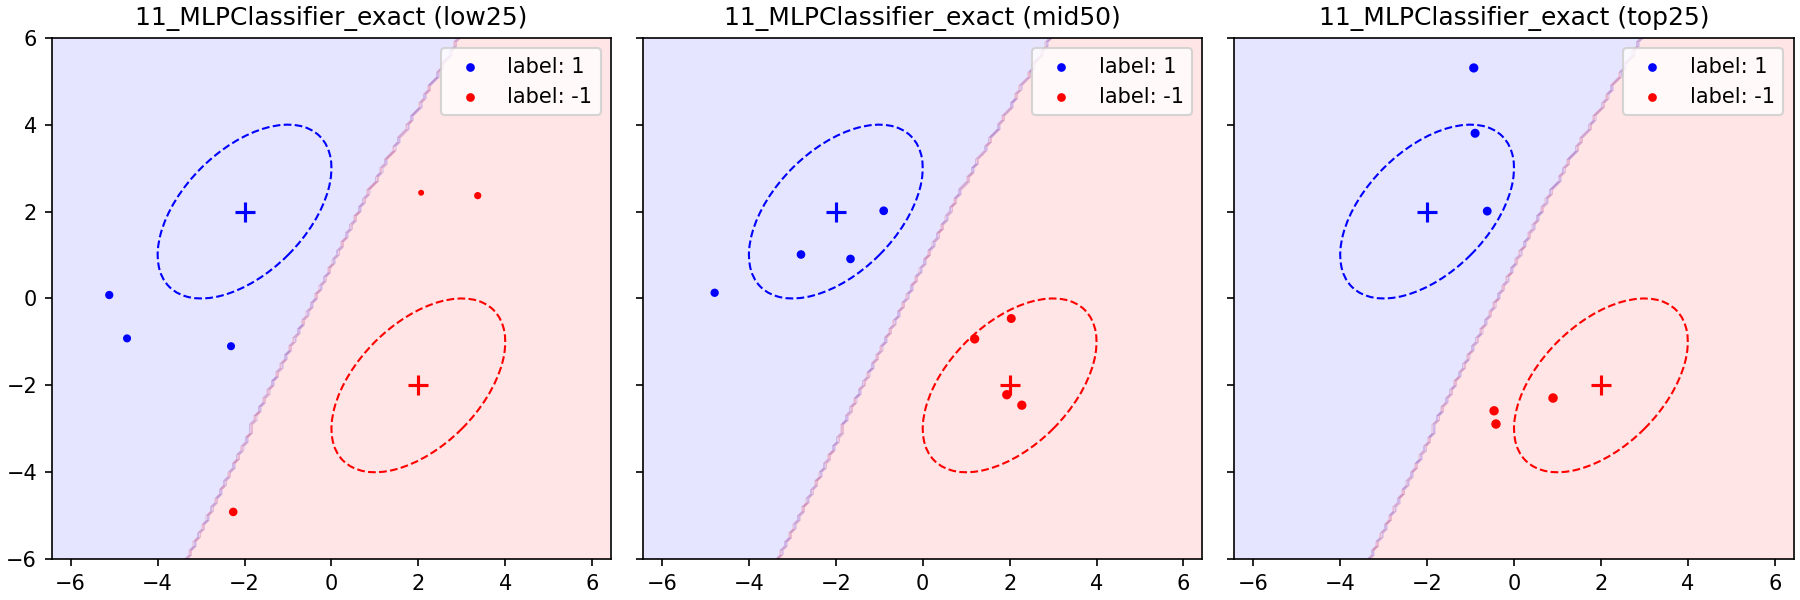 11_MLPClassifier_exact (low25)
11_MLPClassifier_exact (mid50)
11_MLPClassifier_exact (top25)
label: 1
label: -1
label: 1
label: -1
label: 1
label: -1
6
4
2
0
−2
−4
−6
−6 −4 −2 0 2 4 6
−6 −4 −2 0 2 4 6
−6 −4 −2 0 2 4 6